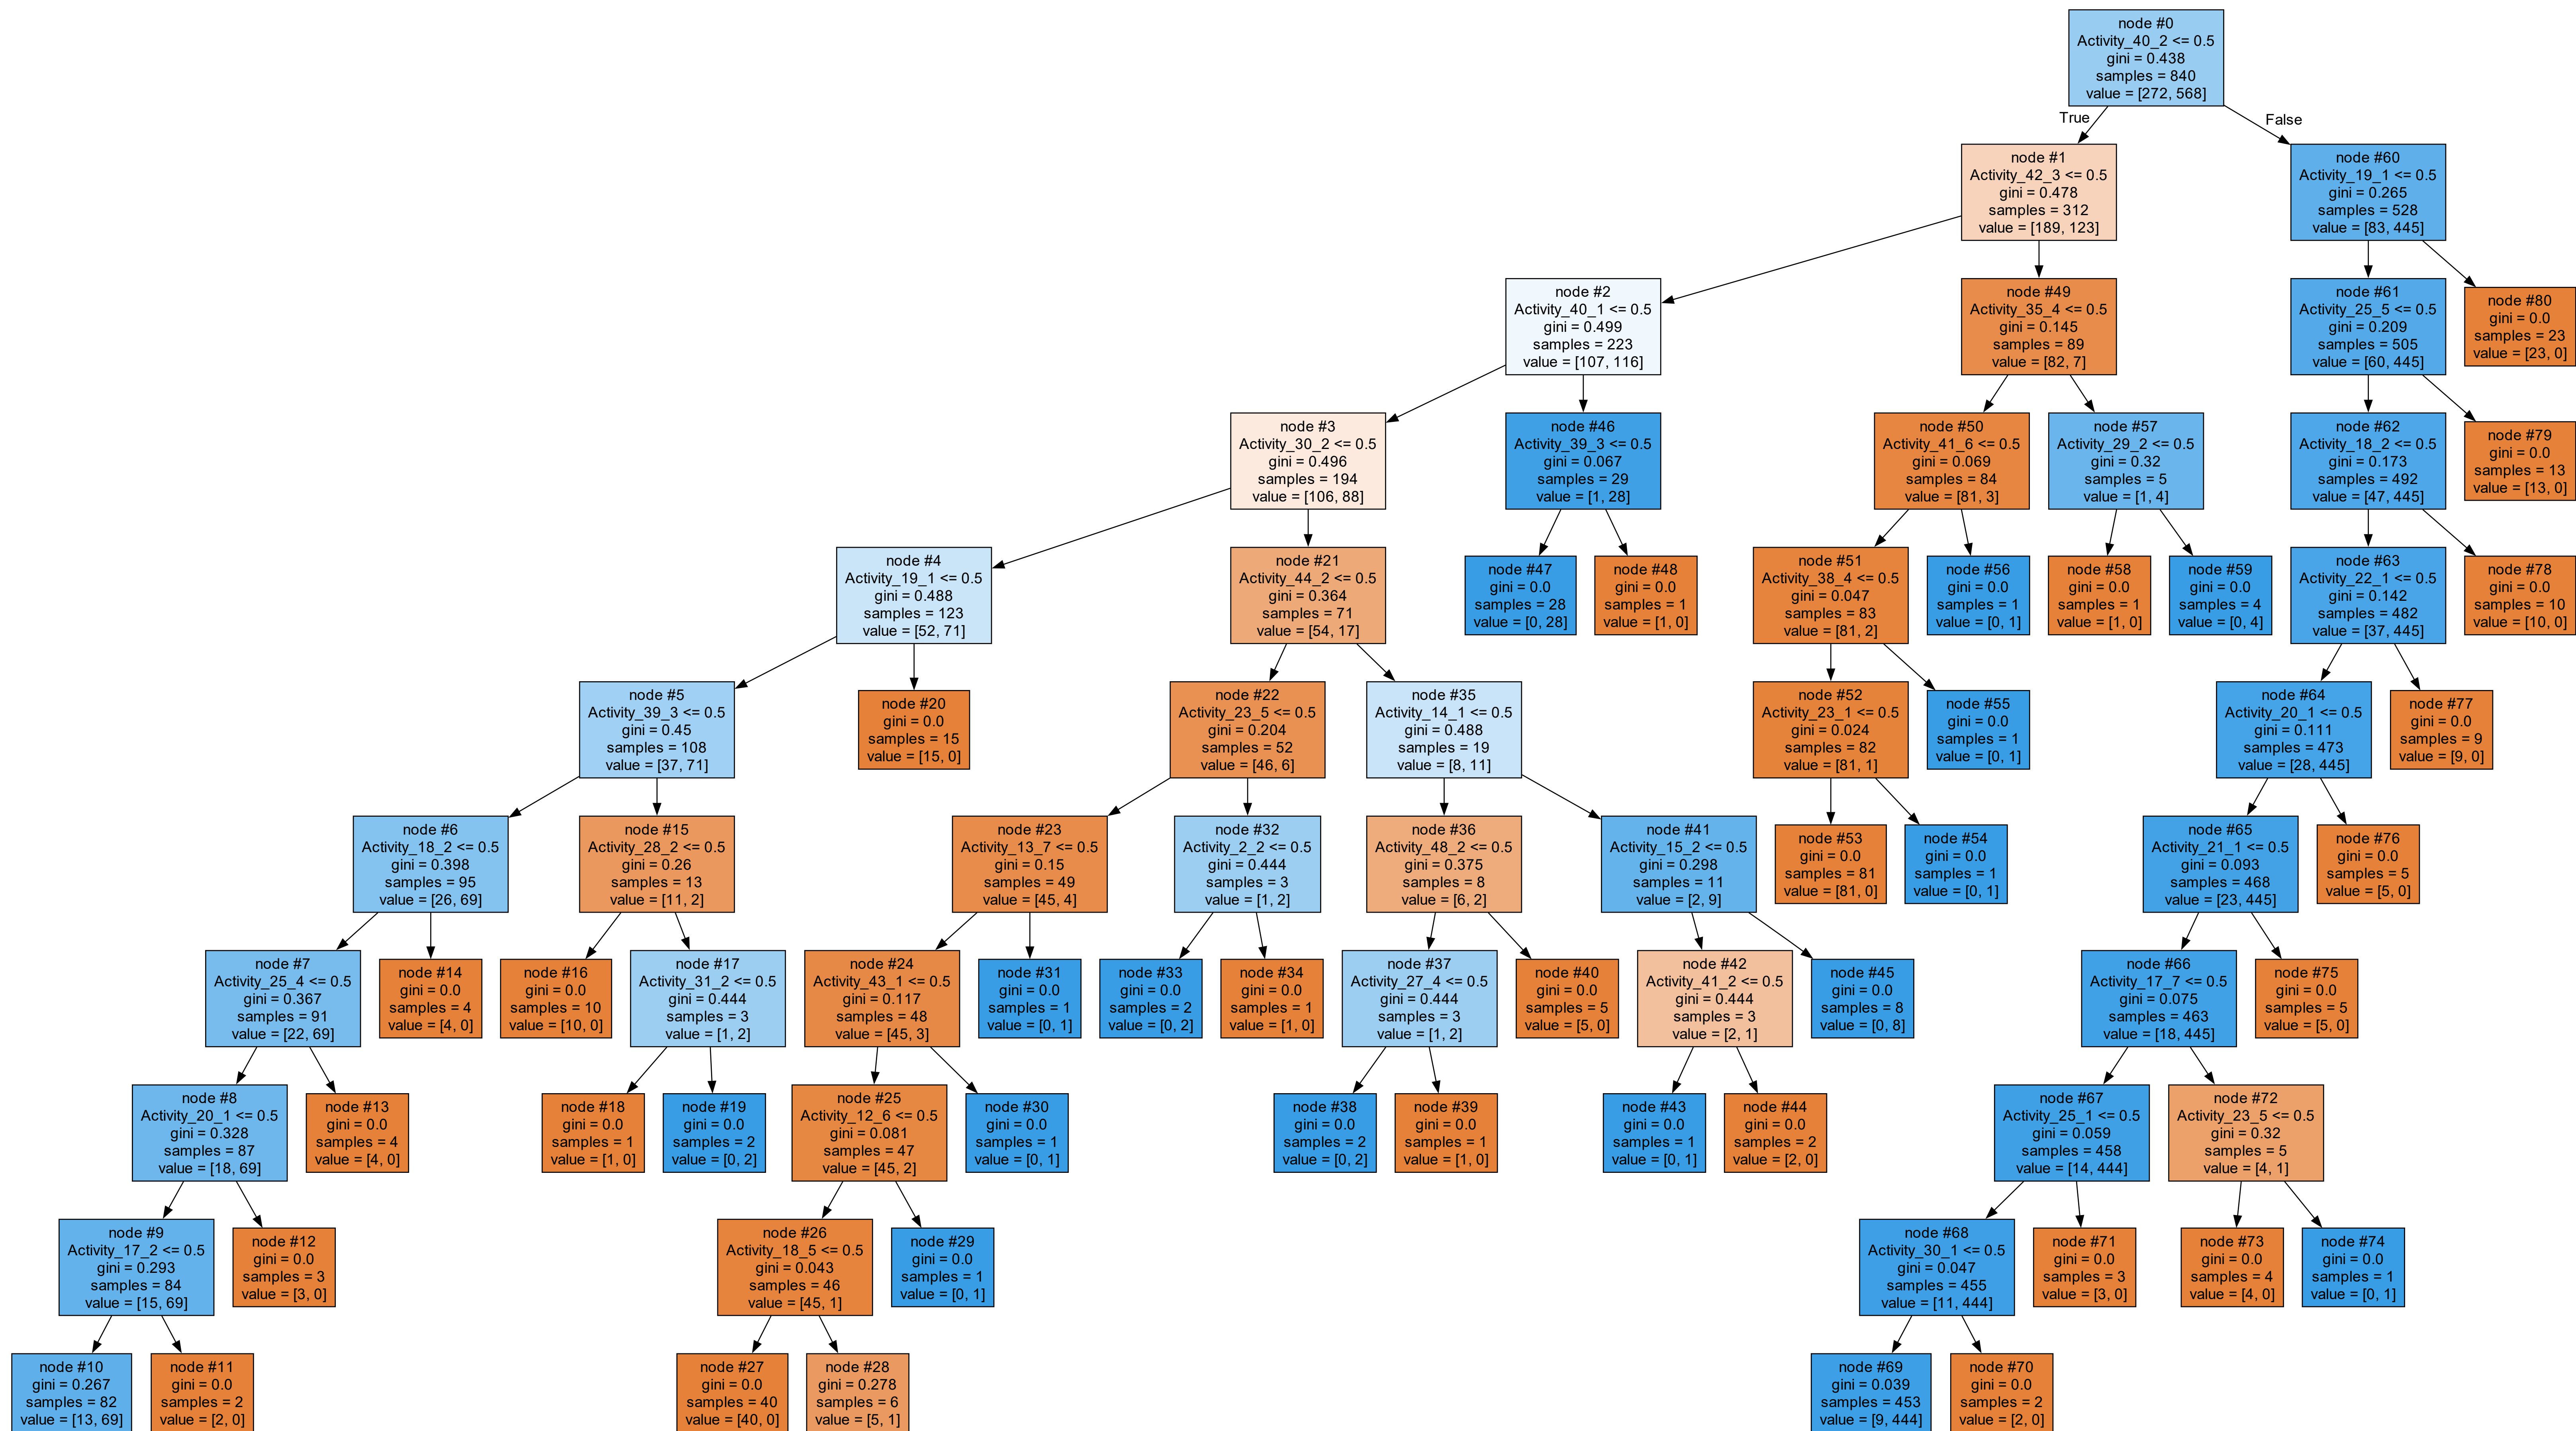 node #0
Activity_40_2 <= 0.5
gini = 0.438
samples = 840
value = [272, 568]
True
False
node #1
Activity_42_3 <= 0.5
gini = 0.478
samples = 312
value = [189, 123]
node #60
Activity_19_1 <= 0.5
gini = 0.265
samples = 528
value = [83, 445]
node #2
Activity_40_1 <= 0.5
gini = 0.499
samples = 223
value = [107, 116]
node #49
Activity_35_4 <= 0.5
gini = 0.145
samples = 89
value = [82, 7]
node #61
Activity_25_5 <= 0.5
gini = 0.209
samples = 505
value = [60, 445]
node #80
gini = 0.0
samples = 23
value = [23, 0]
node #3
Activity_30_2 <= 0.5
gini = 0.496
samples = 194
value = [106, 88]
node #46
Activity_39_3 <= 0.5
gini = 0.067
samples = 29
value = [1, 28]
node #50
Activity_41_6 <= 0.5
gini = 0.069
samples = 84
value = [81, 3]
node #57
Activity_29_2 <= 0.5
gini = 0.32
samples = 5
value = [1, 4]
node #62
Activity_18_2 <= 0.5
gini = 0.173
samples = 492
value = [47, 445]
node #79
gini = 0.0
samples = 13
value = [13, 0]
node #4
Activity_19_1 <= 0.5
gini = 0.488
samples = 123
value = [52, 71]
node #21
Activity_44_2 <= 0.5
gini = 0.364
samples = 71
value = [54, 17]
node #47
gini = 0.0
samples = 28
value = [0, 28]
node #48
gini = 0.0
samples = 1
value = [1, 0]
node #51
Activity_38_4 <= 0.5
gini = 0.047
samples = 83
value = [81, 2]
node #56
gini = 0.0
samples = 1
value = [0, 1]
node #58
gini = 0.0
samples = 1
value = [1, 0]
node #59
gini = 0.0
samples = 4
value = [0, 4]
node #63
Activity_22_1 <= 0.5
gini = 0.142
samples = 482
value = [37, 445]
node #78
gini = 0.0
samples = 10
value = [10, 0]
node #5
Activity_39_3 <= 0.5
gini = 0.45
samples = 108
value = [37, 71]
node #20
gini = 0.0
samples = 15
value = [15, 0]
node #22
Activity_23_5 <= 0.5
gini = 0.204
samples = 52
value = [46, 6]
node #35
Activity_14_1 <= 0.5
gini = 0.488
samples = 19
value = [8, 11]
node #52
Activity_23_1 <= 0.5
gini = 0.024
samples = 82
value = [81, 1]
node #55
gini = 0.0
samples = 1
value = [0, 1]
node #64
Activity_20_1 <= 0.5
gini = 0.111
samples = 473
value = [28, 445]
node #77
gini = 0.0
samples = 9
value = [9, 0]
node #6
Activity_18_2 <= 0.5
gini = 0.398
samples = 95
value = [26, 69]
node #15
Activity_28_2 <= 0.5
gini = 0.26
samples = 13
value = [11, 2]
node #23
Activity_13_7 <= 0.5
gini = 0.15
samples = 49
value = [45, 4]
node #32
Activity_2_2 <= 0.5
gini = 0.444
samples = 3
value = [1, 2]
node #36
Activity_48_2 <= 0.5
gini = 0.375
samples = 8
value = [6, 2]
node #41
Activity_15_2 <= 0.5
gini = 0.298
samples = 11
value = [2, 9]
node #53
gini = 0.0
samples = 81
value = [81, 0]
node #54
gini = 0.0
samples = 1
value = [0, 1]
node #65
Activity_21_1 <= 0.5
gini = 0.093
samples = 468
value = [23, 445]
node #76
gini = 0.0
samples = 5
value = [5, 0]
node #7
Activity_25_4 <= 0.5
gini = 0.367
samples = 91
value = [22, 69]
node #14
gini = 0.0
samples = 4
value = [4, 0]
node #16
gini = 0.0
samples = 10
value = [10, 0]
node #17
Activity_31_2 <= 0.5
gini = 0.444
samples = 3
value = [1, 2]
node #24
Activity_43_1 <= 0.5
gini = 0.117
samples = 48
value = [45, 3]
node #31
gini = 0.0
samples = 1
value = [0, 1]
node #33
gini = 0.0
samples = 2
value = [0, 2]
node #34
gini = 0.0
samples = 1
value = [1, 0]
node #37
Activity_27_4 <= 0.5
gini = 0.444
samples = 3
value = [1, 2]
node #40
gini = 0.0
samples = 5
value = [5, 0]
node #42
Activity_41_2 <= 0.5
gini = 0.444
samples = 3
value = [2, 1]
node #45
gini = 0.0
samples = 8
value = [0, 8]
node #66
Activity_17_7 <= 0.5
gini = 0.075
samples = 463
value = [18, 445]
node #75
gini = 0.0
samples = 5
value = [5, 0]
node #8
Activity_20_1 <= 0.5
gini = 0.328
samples = 87
value = [18, 69]
node #13
gini = 0.0
samples = 4
value = [4, 0]
node #18
gini = 0.0
samples = 1
value = [1, 0]
node #19
gini = 0.0
samples = 2
value = [0, 2]
node #25
Activity_12_6 <= 0.5
gini = 0.081
samples = 47
value = [45, 2]
node #30
gini = 0.0
samples = 1
value = [0, 1]
node #38
gini = 0.0
samples = 2
value = [0, 2]
node #39
gini = 0.0
samples = 1
value = [1, 0]
node #43
gini = 0.0
samples = 1
value = [0, 1]
node #44
gini = 0.0
samples = 2
value = [2, 0]
node #67
Activity_25_1 <= 0.5
gini = 0.059
samples = 458
value = [14, 444]
node #72
Activity_23_5 <= 0.5
gini = 0.32
samples = 5
value = [4, 1]
node #9
Activity_17_2 <= 0.5
gini = 0.293
samples = 84
value = [15, 69]
node #12
gini = 0.0
samples = 3
value = [3, 0]
node #26
Activity_18_5 <= 0.5
gini = 0.043
samples = 46
value = [45, 1]
node #29
gini = 0.0
samples = 1
value = [0, 1]
node #68
Activity_30_1 <= 0.5
gini = 0.047
samples = 455
value = [11, 444]
node #71
gini = 0.0
samples = 3
value = [3, 0]
node #73
gini = 0.0
samples = 4
value = [4, 0]
node #74
gini = 0.0
samples = 1
value = [0, 1]
node #10
gini = 0.267
samples = 82
value = [13, 69]
node #11
gini = 0.0
samples = 2
value = [2, 0]
node #27
gini = 0.0
samples = 40
value = [40, 0]
node #28
gini = 0.278
samples = 6
value = [5, 1]
node #69
gini = 0.039
samples = 453
value = [9, 444]
node #70
gini = 0.0
samples = 2
value = [2, 0]